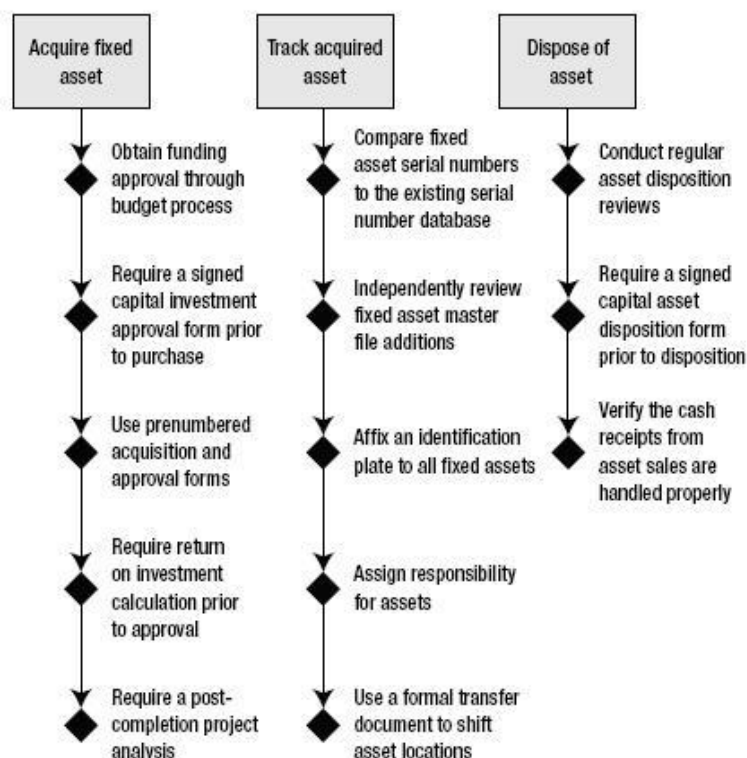 Acquire fixed
asset
Obtain funding
approval through
budget process
Require a signed
capital investment
approval form prior
to purchase
Use prenumbered
acquisition and
approval forms
Require return
on investment
calculation prior
to approval
Require a post-
completion project
analysis
Track acquired
asset
Compare fixed
asset serial numbers
to the existing serial
number database
Independently review
fixed asset master
file additions
Affix an identification
plate to all fixed assets
Assign responsibility
for assets
Use a formal transfer
document to shift
asset locations
Dispose of
asset
Conduct regular
asset disposition
reviews
Require a signed
capital asset
disposition form
prior to disposition
Verify the cash
receipts from
asset sales are
handled properly